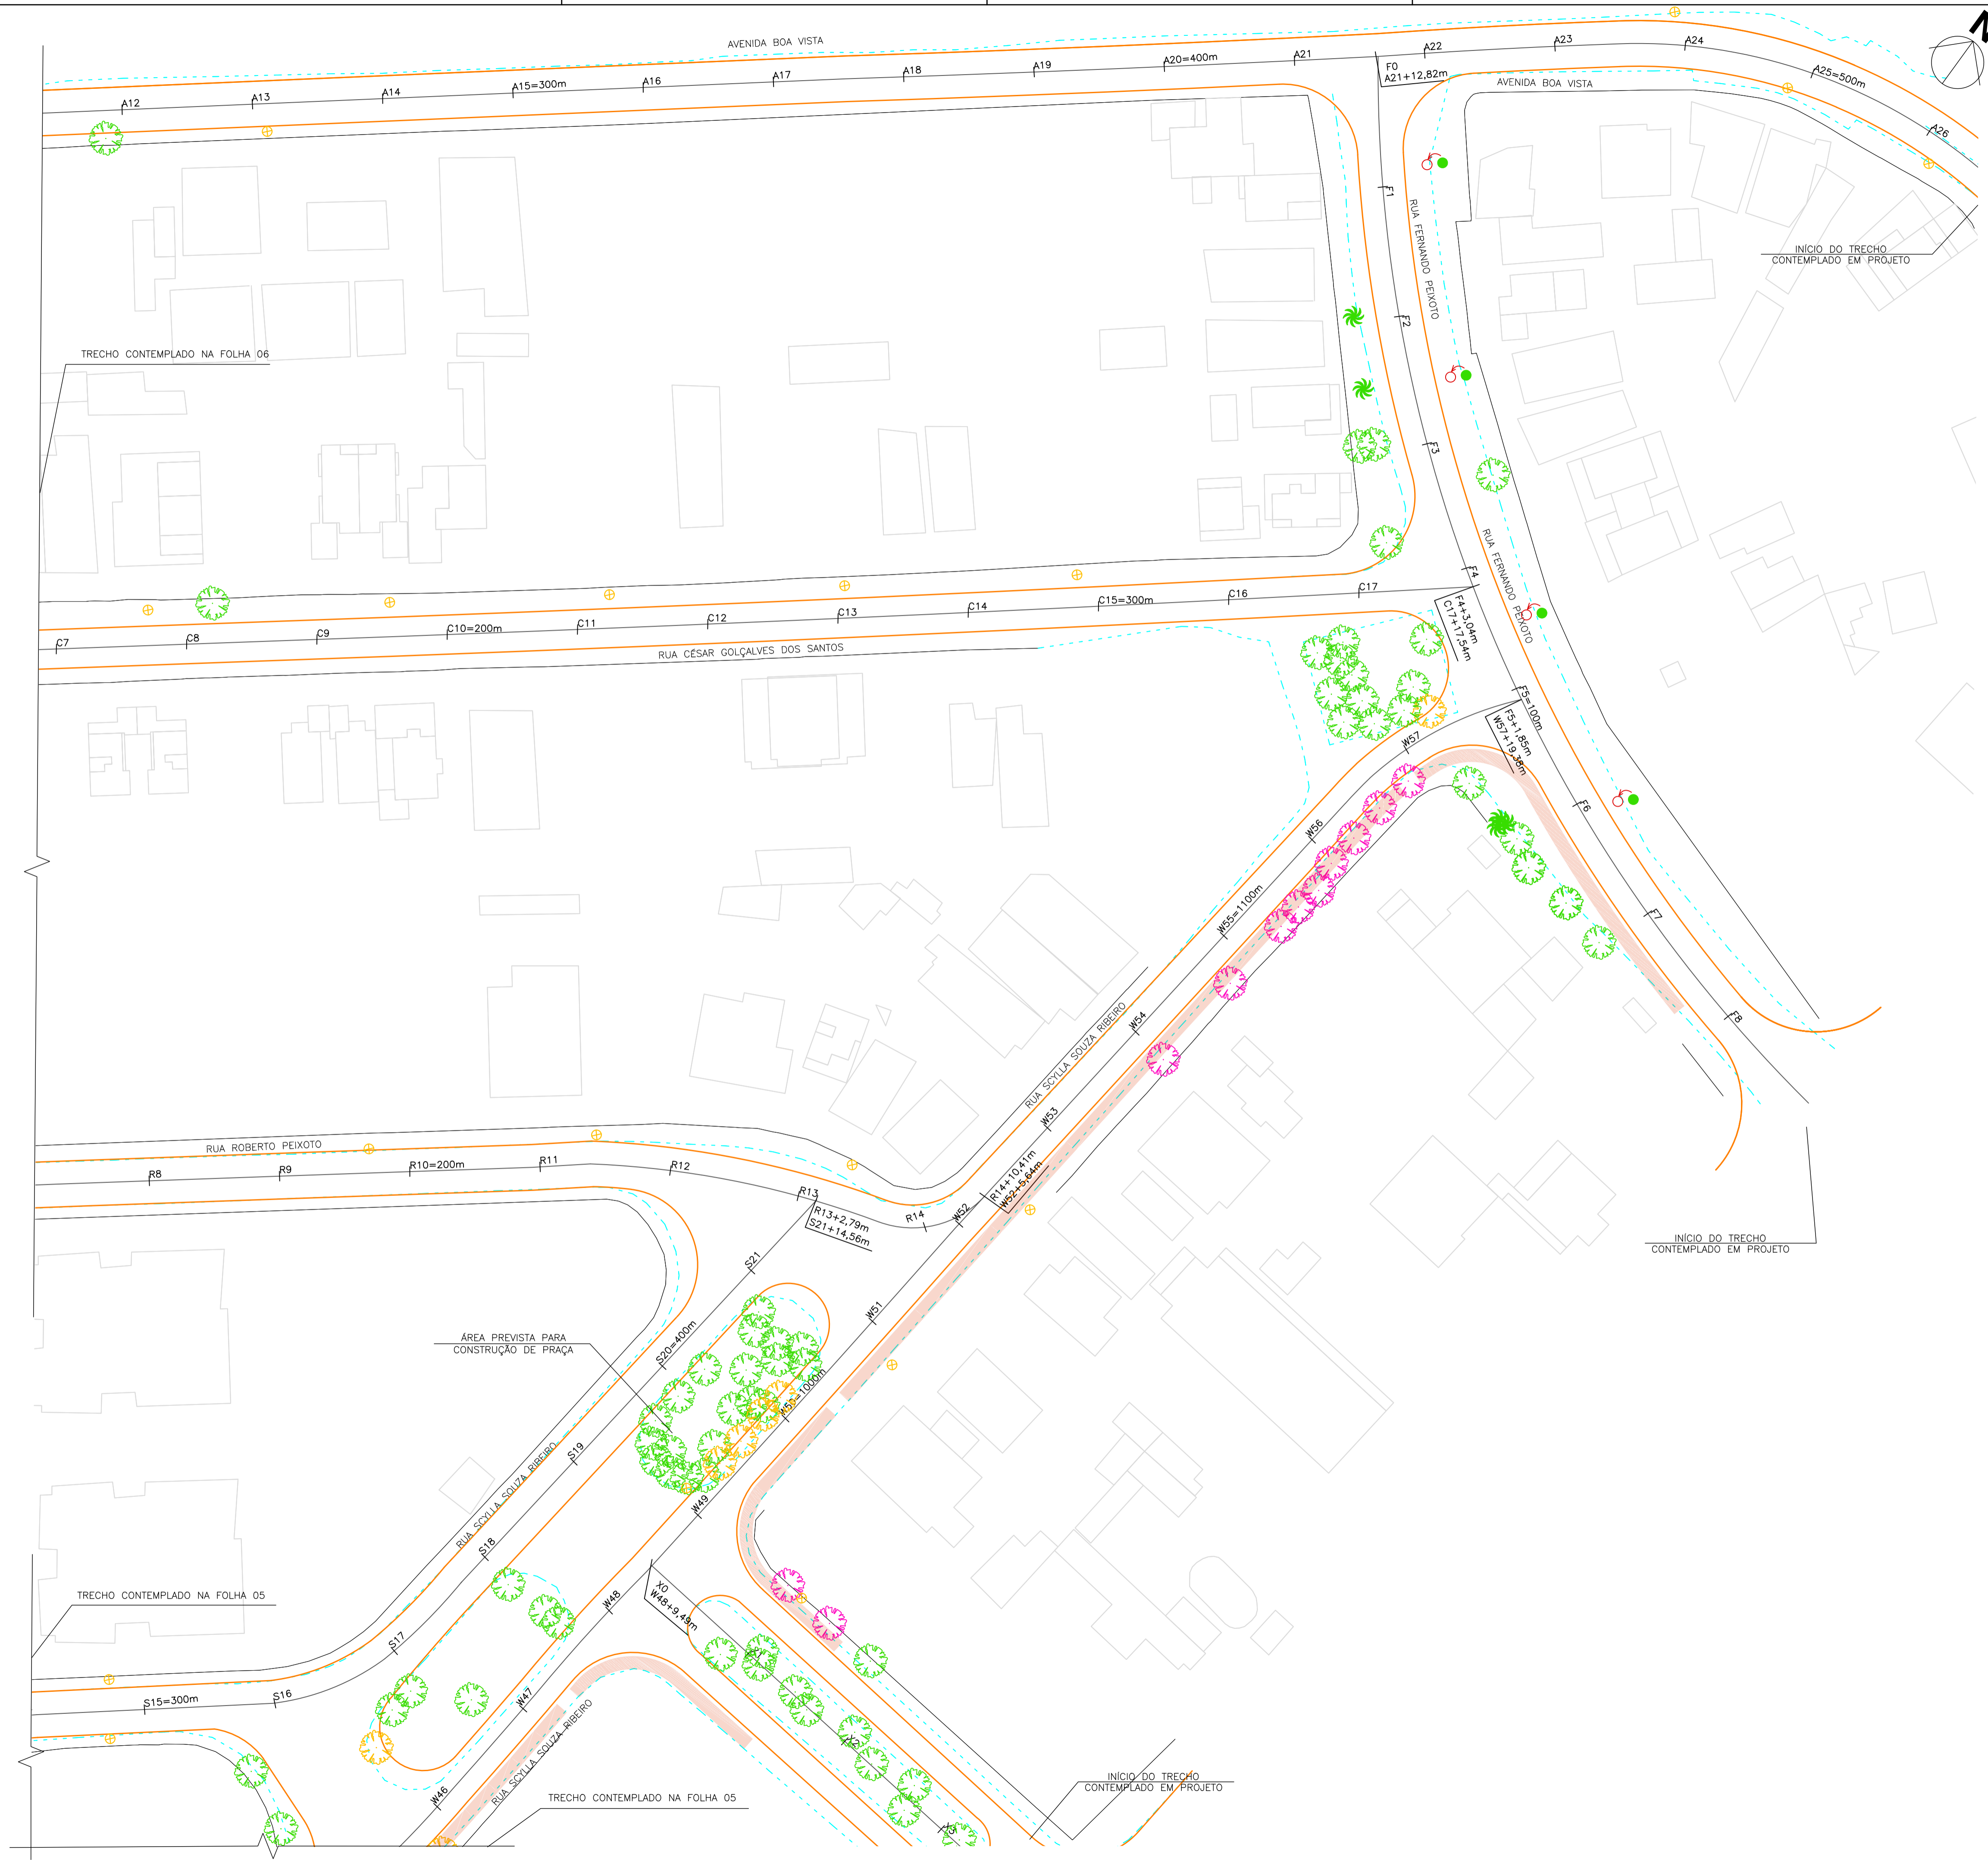 N
AVENIDA BOA VISTA
A12
A13
A14
A15=300m
A16
A17
A18
A19
A20=400m
A21
A22
A23
A24
A25=500m
A26
F0
A21+12,82m
AVENIDA BOA VISTA
F1
RUA FERNANDO PEIXOTO
INÍCIO DO TRECHO
CONTEMPLADO EM PROJETO
F2
TRECHO CONTEMPLADO NA FOLHA 06
F3
RUA FERNANDO PEIXOTO
F4
F4+3,04m
C17+17,54m
C7
C8
C9
C10=200m
C11
C12
C13
C14
C15=300m
C16
C17
RUA CÉSAR GOLÇALVES DOS SANTOS
F5=100m
F5+1,85m
W57+19,38m
W57
F6
W56
W55=1100m
F7
W54
F8
RUA SCYLLA SOUZA RIBEIRO
W53
RUA ROBERTO PEIXOTO
R8
R9
R10=200m
R11
R12
R13
R14
R14+10,41m
W52+5,64m
W52
R13+2,79m
S21+14,56m
INÍCIO DO TRECHO
CONTEMPLADO EM PROJETO
S21
W51
ÁREA PREVISTA PARA
CONSTRUÇÃO DE PRAÇA
S20=400m
W50=1000m
S19
RUA SCYLLA SOUZA RIBEIRO
W49
S18
TRECHO CONTEMPLADO NA FOLHA 05
X0
W48+9,49m
W48
S17
X1
S15=300m
S16
W47
RUA SCYLLA SOUZA RIBEIRO
X2
W46
TRECHO CONTEMPLADO NA FOLHA 05
INÍCIO DO TRECHO
CONTEMPLADO EM PROJETO
X3